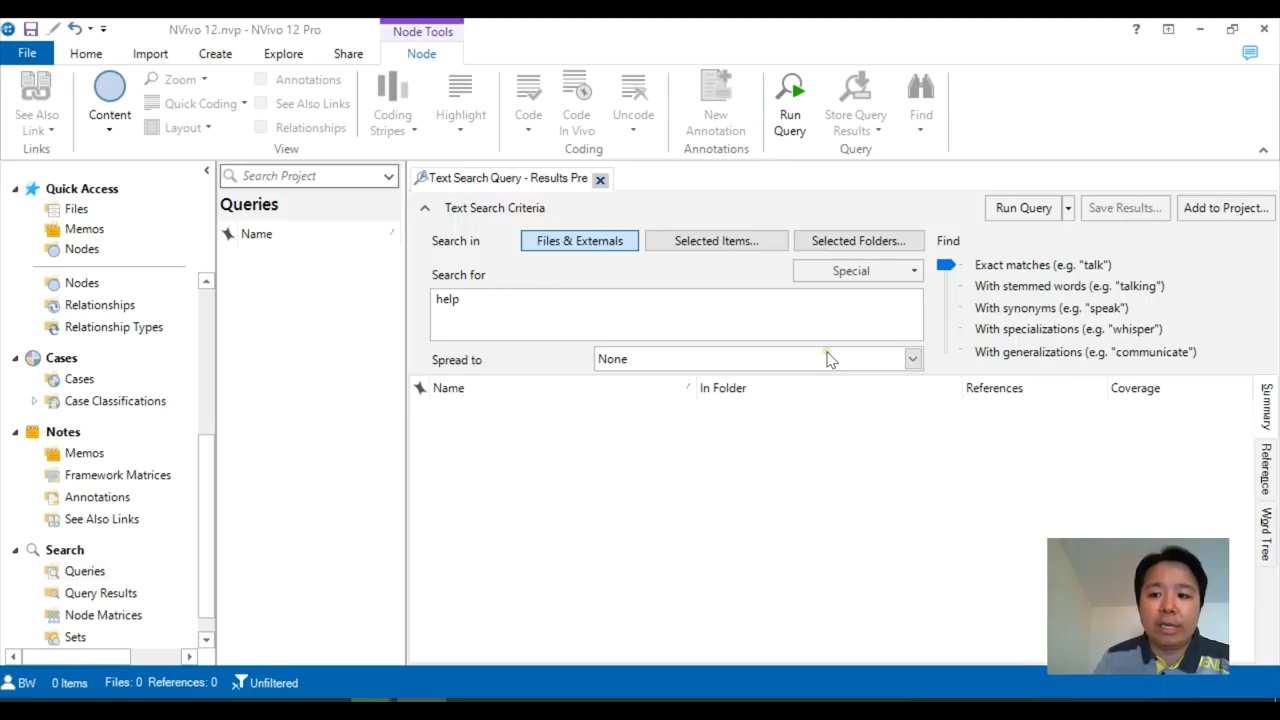 NVivo 12.nvp - NVivo 12 Pro
Node Tools
?
File
Home
Import
Create
Explore
Share
Node
See Also
Link
Links
Content
Zoom
Quick Coding
Layout
Annotations
See Also Links
Relationships
View
Coding
Stripes
Highlight
Code
Code
In Vivo
Uncode
Coding
New
Annotation
Annotations
Run
Query
Store Query
Results
Find
Query
Quick Access
Files
Memos
Nodes
Nodes
Relationships
Relationship Types
Cases
Cases
Case Classifications
Notes
Memos
Framework Matrices
Annotations
See Also Links
Search
Queries
Query Results
Node Matrices
Sets
Search Project
Queries
Name
Text Search Query - Results Pre
Text Search Criteria
Run Query
Save Results...
Add to Project...
Search in
Files & Externals
Selected Items...
Selected Folders...
Find
Search for
Special
help
Exact matches (e.g. "talk")
With stemmed words (e.g. "talking")
With synonyms (e.g. "speak")
With specializations (e.g. "whisper")
With generalizations (e.g. "communicate")
Spread to
None
Name
In Folder
References
Coverage
Summary
Reference
Word Tree
BW
0 Items
Files: 0
References: 0
Unfiltered